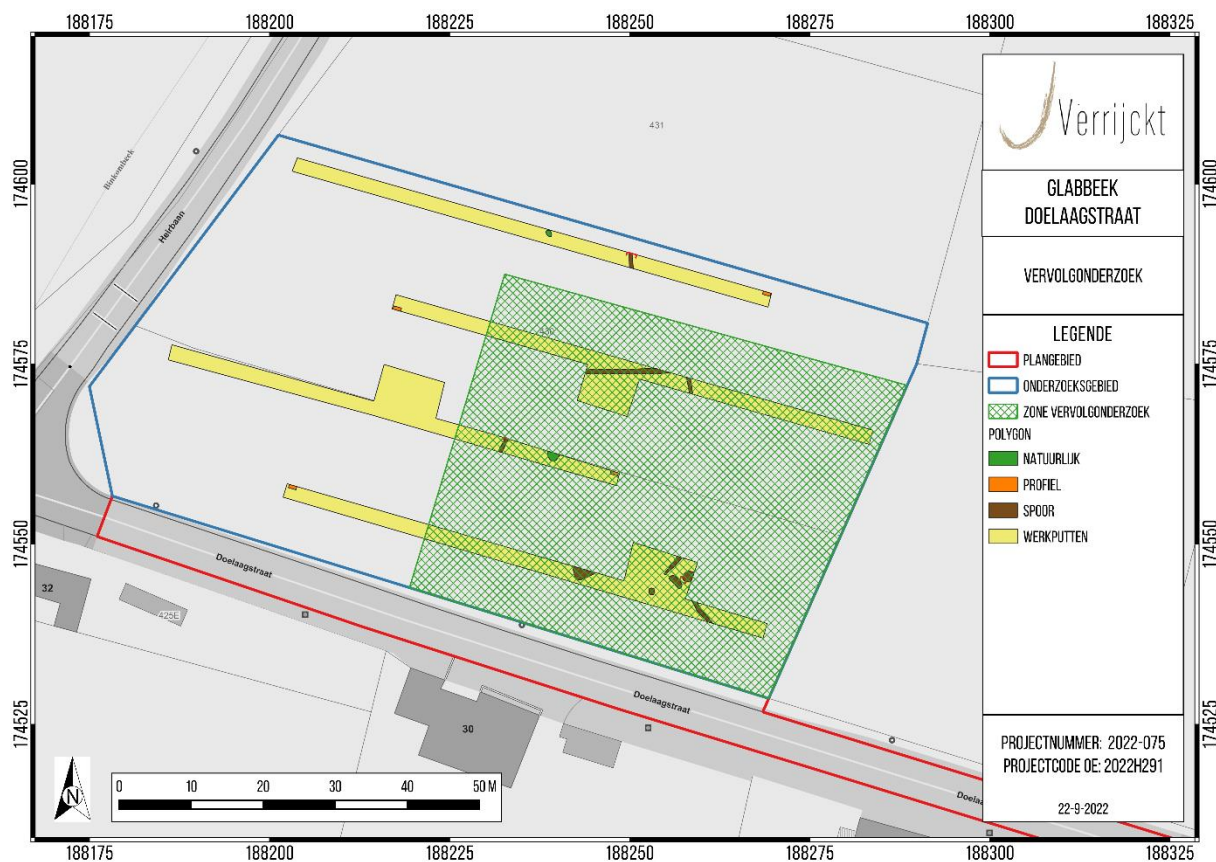 188175 188200 188225 188250 188275 188300 188325
174600
174575
174550
174525
174600
174575
174550
174525
431
Binkombeek
Heirbaan
430
Doelaagstraat
32
425E
Doelaagstraat
30
Doelaa
Verrijckt
GLABBEEK
DOELAAGSTRAAT
VERVOLGONDERZOEK
LEGENDE
PLANGEBIED
ONDERZOEKSGEBIED
ZONE VERVOLGONDERZOEK
POLYGON
NATUURLIJK
PROFIEL
SPOOR
WERKPUTTEN
PROJECTNUMMER: 2022-075
PROJECTCODE OE: 2022H291
22-9-2022
N
0 10 20 30 40 50 M
188175 188200 188225 188250 188275 188300 188325